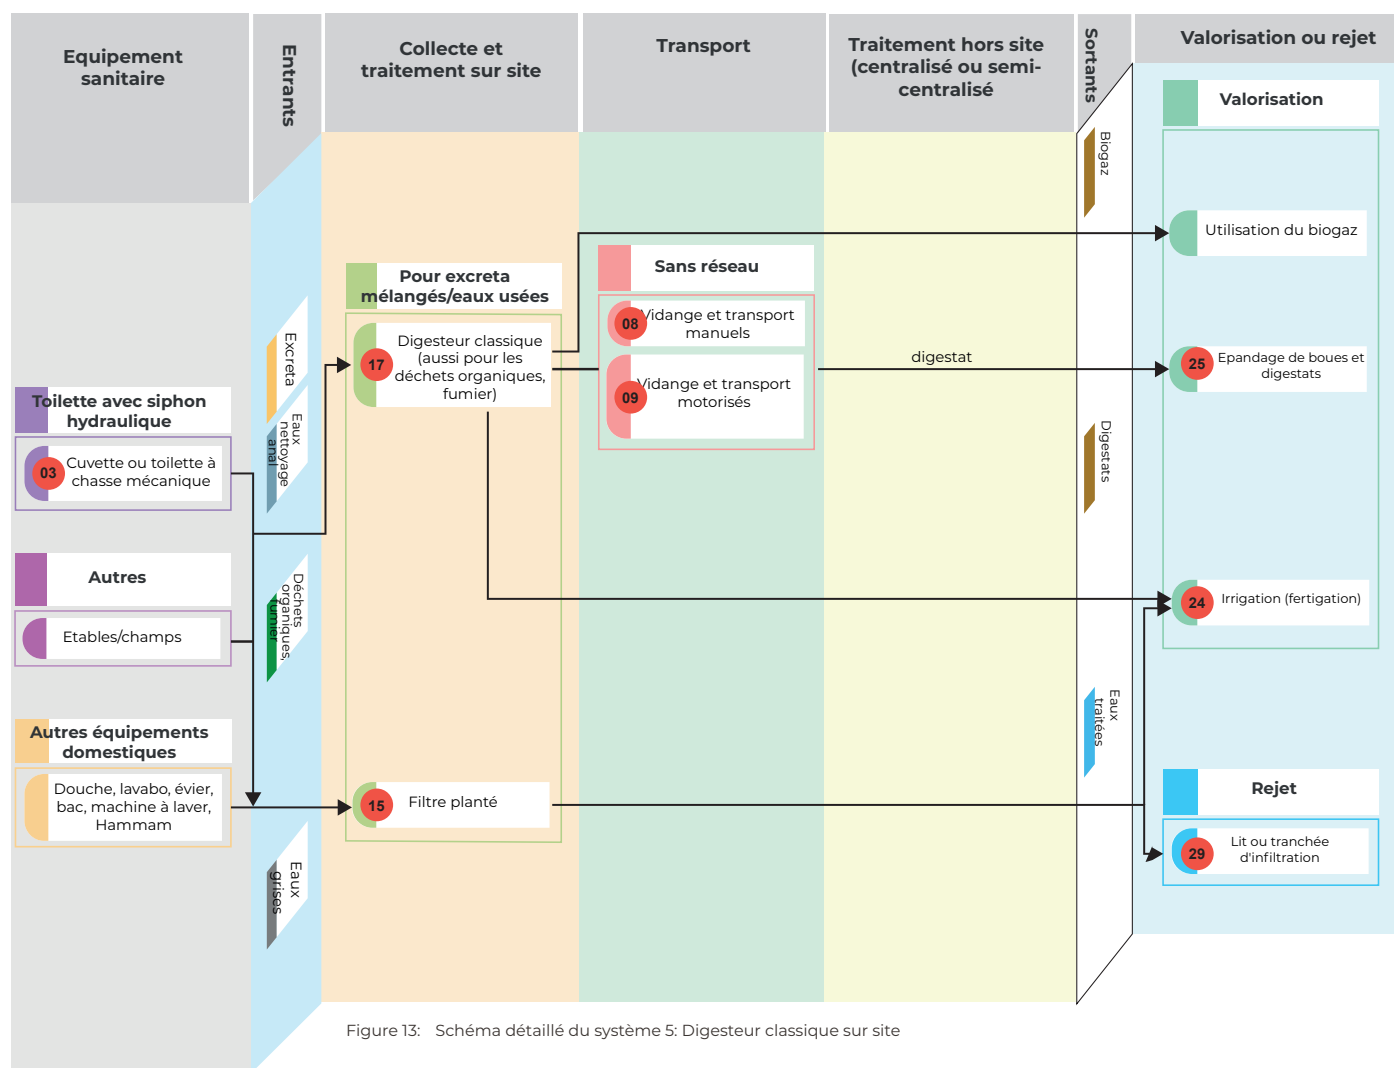 Equipement
sanitaire
Entrants
Collecte et
traitement sur site
Transport
Traitement hors site
(centralisé ou semi-
centralisé
Sortants
Valorisation ou rejet
Toilette avec siphon
hydraulique
03
Cuvette ou toilette à
chasse mécanique
Autres
Etables/champs
Autres équipements
domestiques
Douche, lavabo, évier,
bac, machine à laver,
Hammam
Excreta
Eaux
nettoyage
anal
Déchets
organiques,
fumier
Eaux
grises
Pour excreta
mélangés/eaux usées
17
Digesteur classique
(aussi pour les
déchets organiques,
fumier)
15
Filtre planté
Sans réseau
08
Vidange et transport
manuels
09
Vidange et transport
motorisés
digestat
Biogaz
Digestats
Eaux
traitées
Valorisation
Utilisation du biogaz
25
Epandage de boues et
digestats
24
Irrigation (fertigation)
Rejet
29
Lit ou tranchée
d'infiltration
Figure 13: Schéma détaillé du système 5: Digesteur classique sur site